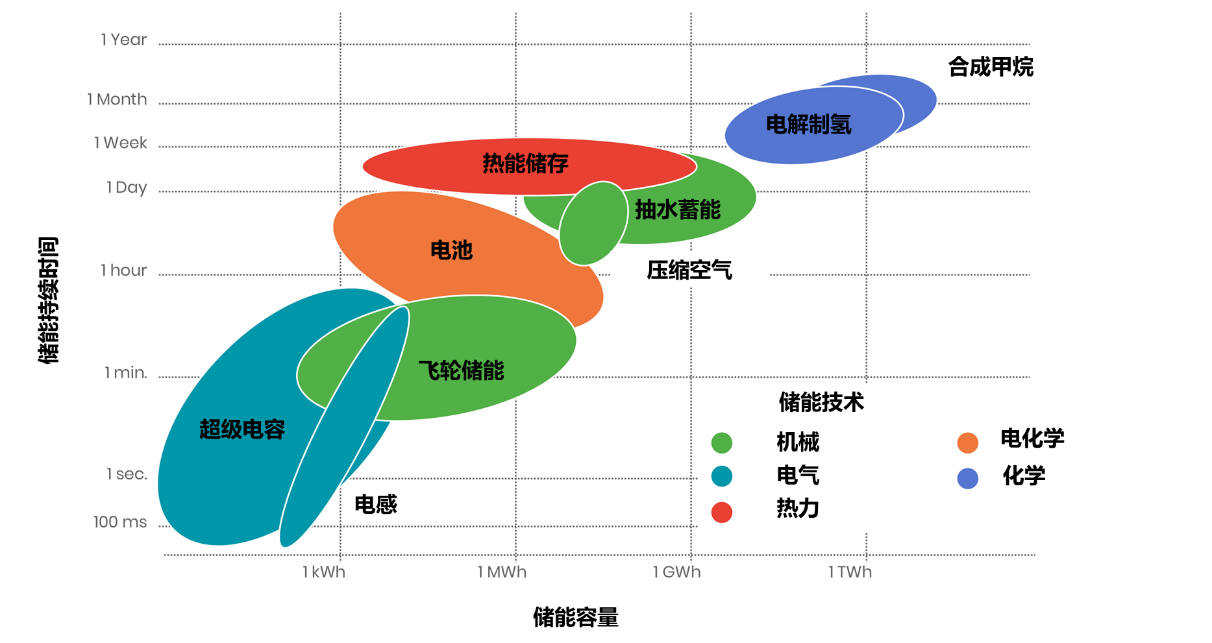 合成甲烷
1 Year
1 Month
电解制氢
1 Week
热能储存
1 Day
抽水蓄能
电池
压缩空气
1 hour
储能持续时间
飞轮储能
1 min.
储能技术
超级电容
机械
电化学
电气
化学
1 sec.
电感
热力
100 ms
1 kWh
1 MWh
1 GWh
1 TWh
储能容量